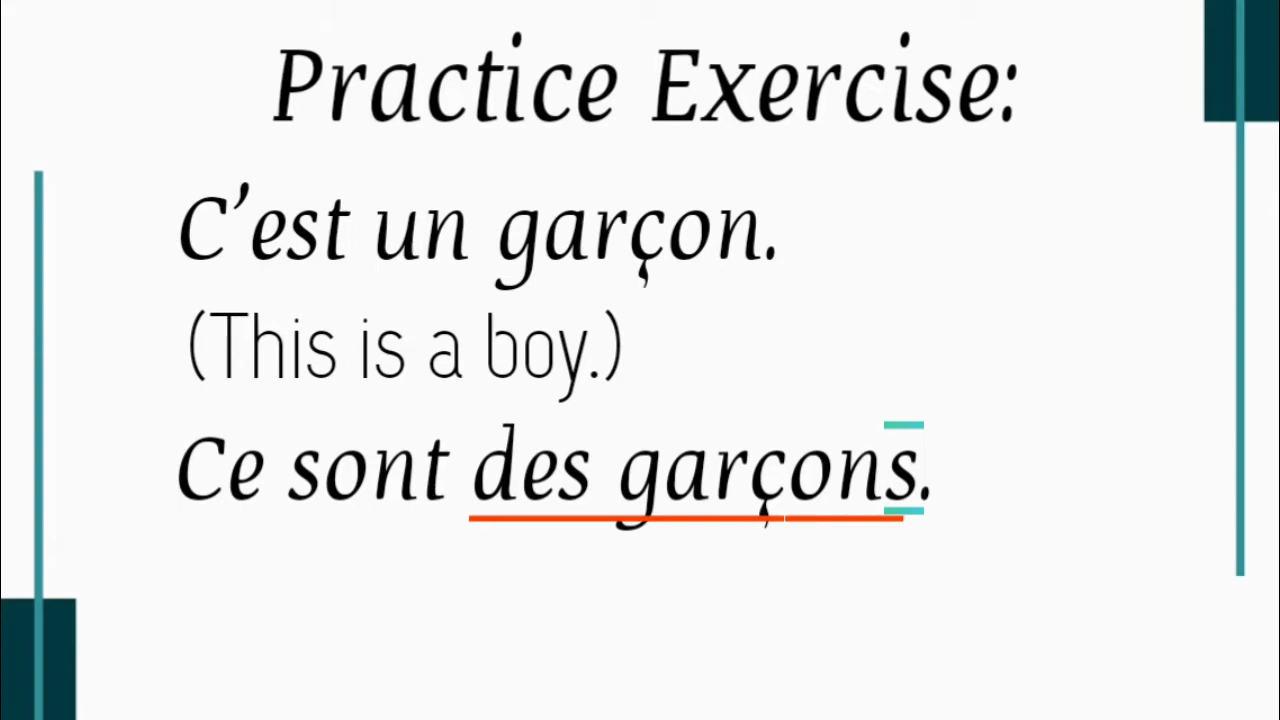 Practice Exercise:
C’est un garçon.
(This is a boy.)
Ce sont des garçons.